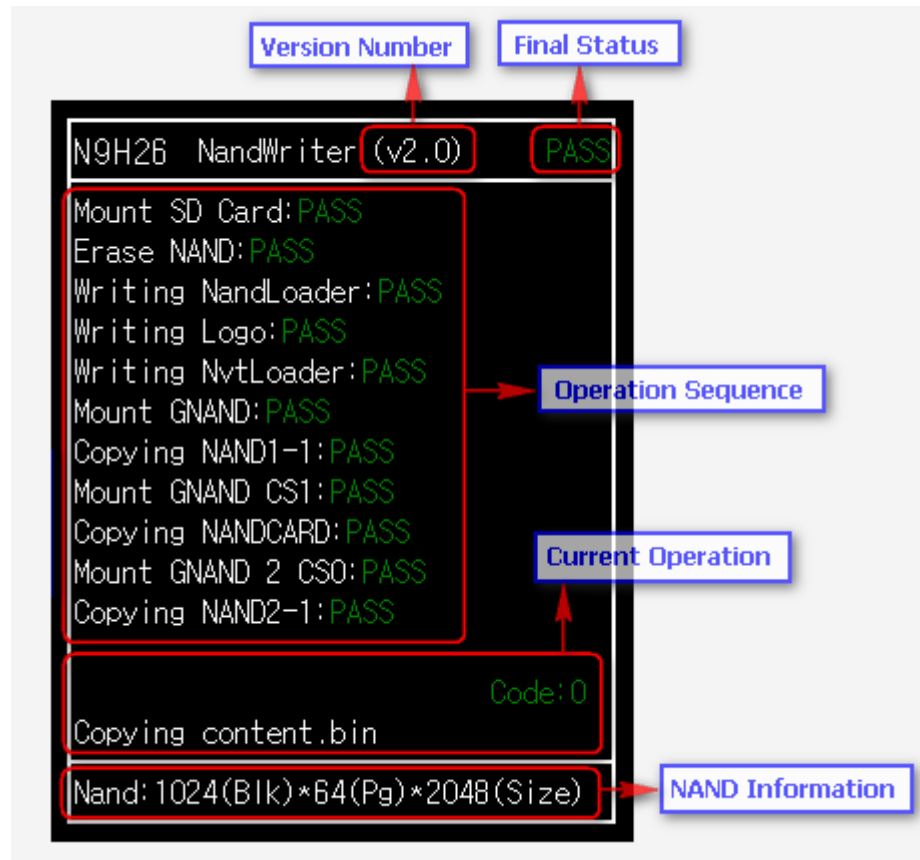 Version Number
Final Status
N9H26 NandWriter (v2.0) PASS
Mount SD Card:PASS
Erase NAND:PASS
Writing NandLoader:PASS
Writing Logo:PASS
Writing NvtLoader:PASS
Operation Sequence
Mount GNAND:PASS
Copying NAND1-1:PASS
Mount GNAND CS1:PASS
Copying NANDCARD:PASS
Current Operation
Mount GNAND 2 CS0:PASS
Copying NAND2-1:PASS
Code:0
Copying content.bin
Nand:1024(Blk)*64(Pg)*2048(Size)
NAND Information